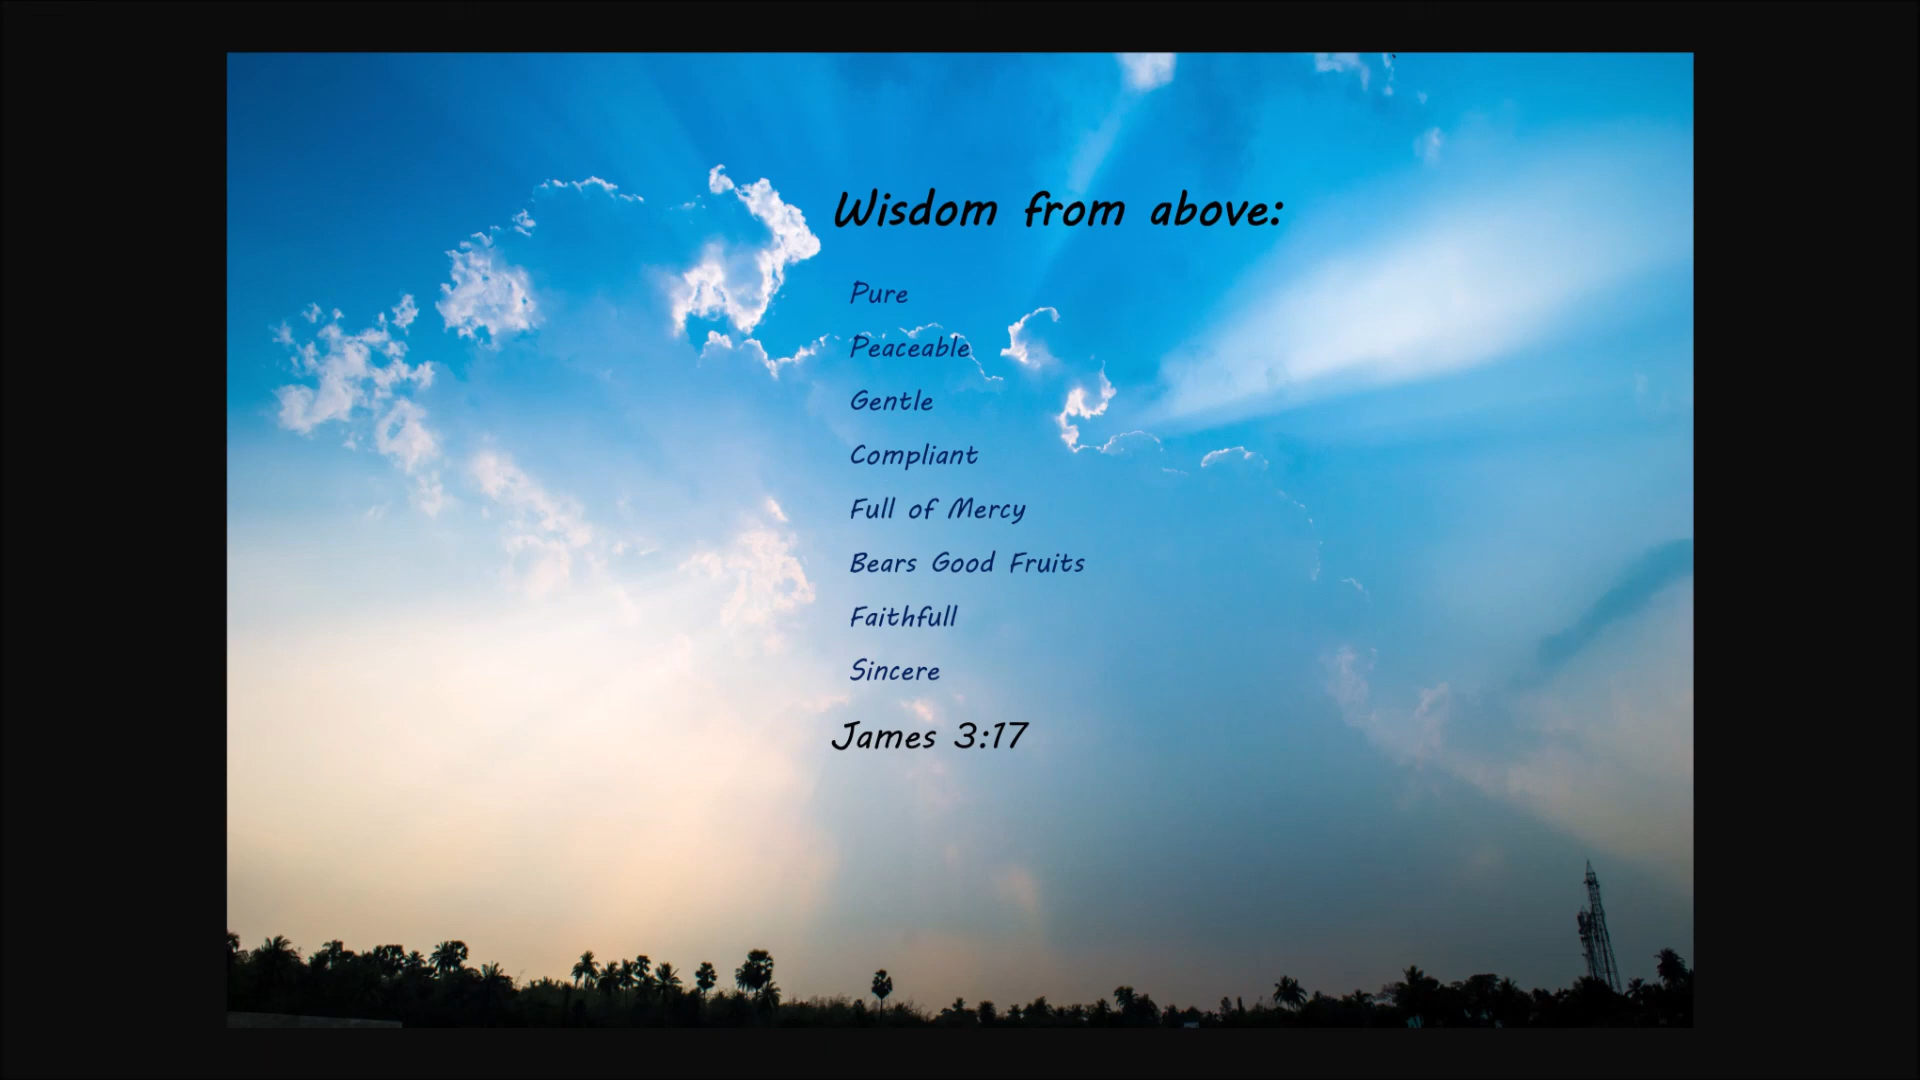 Wisdom from above:
Pure
Peaceable
Gentle
Compliant
Full of Mercy
Bears Good Fruits
Faithfull
Sincere
James 3:17